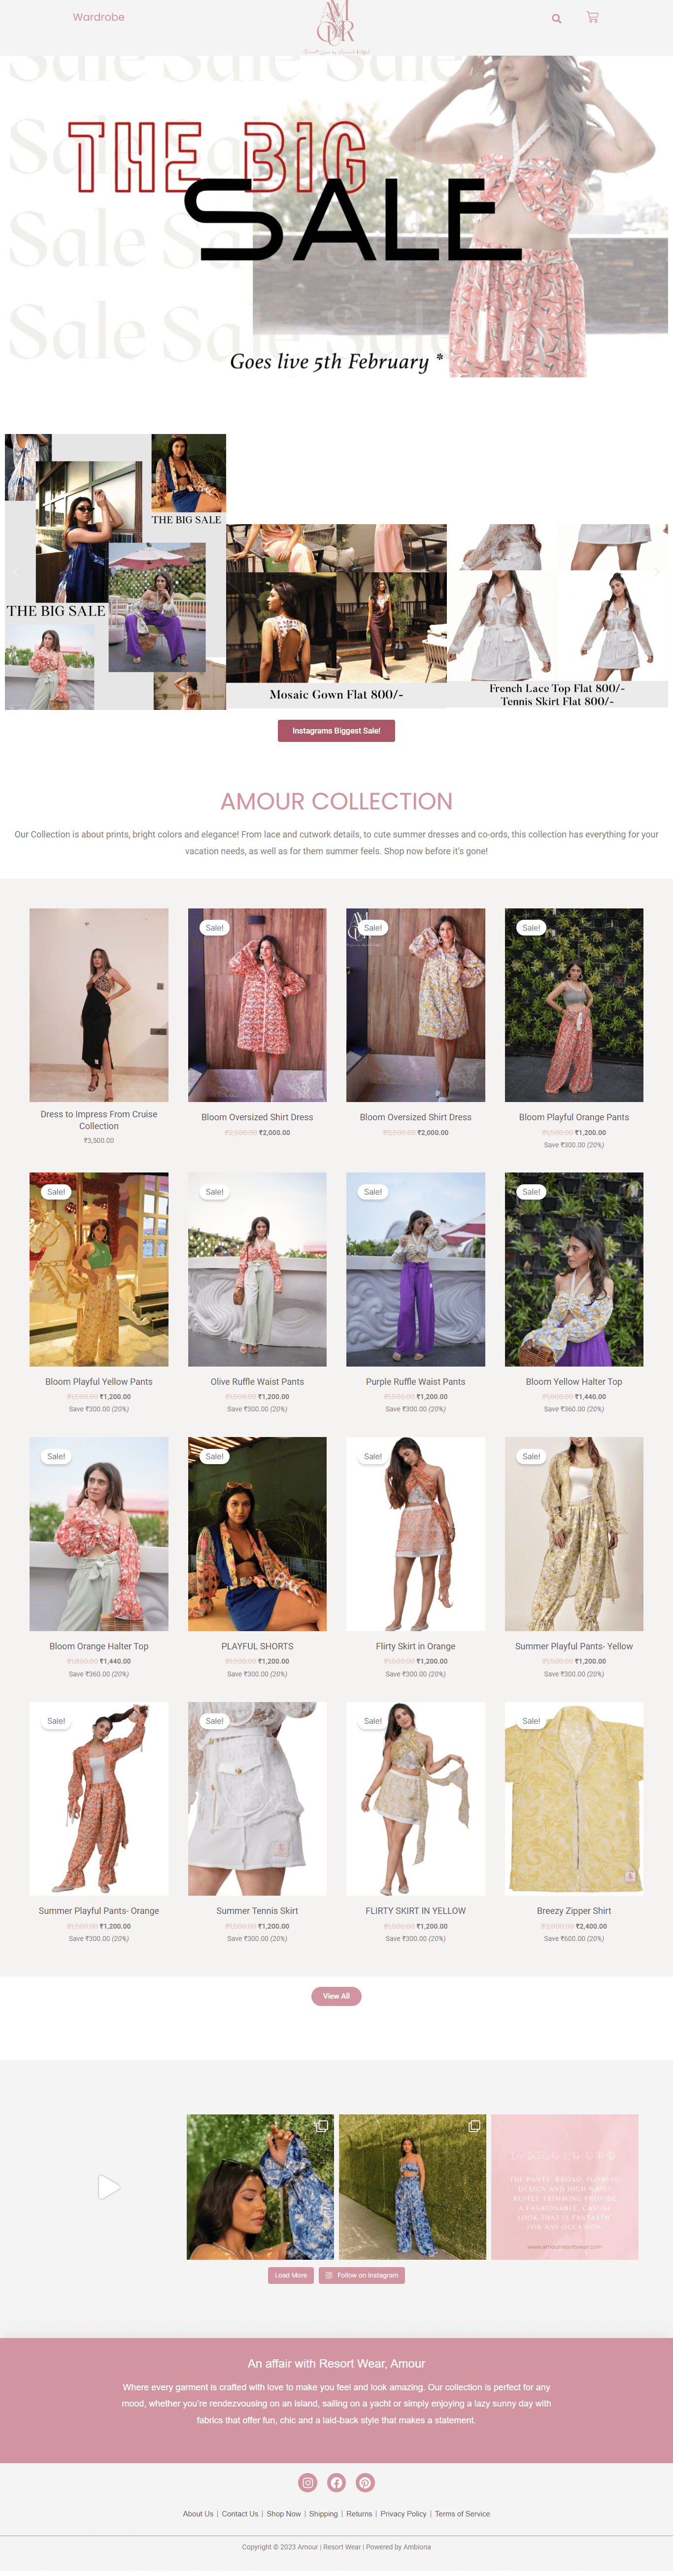 Wardrobe
AMOR
THE BIG
SALE
Goes live 5th February *
THE BIG SALE
THE BIG SALE
Mosaic Gown Flat 800/-
French Lace Top Flat 800/-
Tennis Skirt Flat 800/-
Instagrams Biggest Sale!
AMOUR COLLECTION
Our Collection is about prints, bright colors and elegance! From lace and cutwork details, to cute summer dresses and co-ords, this collection has everything for your
vacation needs, as well as for them summer feels. Shop now before it's gone!
Sale!
Sale!
Sale!
Dress to Impress From Cruise
Collection
₹3,500.00
Bloom Oversized Shirt Dress
₹2,500.00 ₹2,000.00
Bloom Oversized Shirt Dress
₹2,500.00 ₹2,000.00
Bloom Playful Orange Pants
₹1,500.00 ₹1,200.00
Save ₹300.00 (20%)
Sale!
Sale!
Sale!
Sale!
Bloom Playful Yellow Pants
₹1,500.00 ₹1,200.00
Save ₹300.00 (20%)
Olive Ruffle Waist Pants
₹1,500.00 ₹1,200.00
Save ₹300.00 (20%)
Purple Ruffle Waist Pants
₹1,500.00 ₹1,200.00
Save ₹300.00 (20%)
Bloom Yellow Halter Top
₹1,800.00 ₹1,440.00
Save ₹360.00 (20%)
Sale!
Sale!
Sale!
Sale!
Bloom Orange Halter Top
₹1,800.00 ₹1,440.00
Save ₹360.00 (20%)
PLAYFUL SHORTS
₹1,500.00 ₹1,200.00
Save ₹300.00 (20%)
Flirty Skirt in Orange
₹1,500.00 ₹1,200.00
Save ₹300.00 (20%)
Summer Playful Pants- Yellow
₹1,500.00 ₹1,200.00
Save ₹300.00 (20%)
Sale!
Sale!
Sale!
Sale!
Summer Playful Pants- Orange
₹1,500.00 ₹1,200.00
Save ₹300.00 (20%)
Summer Tennis Skirt
₹1,500.00 ₹1,200.00
Save ₹300.00 (20%)
FLIRTY SKIRT IN YELLOW
₹1,500.00 ₹1,200.00
Save ₹300.00 (20%)
Breezy Zipper Shirt
₹3,000.00 ₹2,400.00
Save ₹600.00 (20%)
View All
INDIGO CO-ORD
THE PANTS' BROAD, FLOWING
DESIGN AND HIGH WAIST
RUFFLE TRIMMING PROVIDE
A FASHIONABLE, CASUAL
LOOK THAT IS FANTASTIC
FOR ANY OCCASION.
www.amourresortwear.com
Load More
Follow on Instagram
An affair with Resort Wear, Amour
Where every garment is crafted with love to make you feel and look amazing. Our collection is perfect for any
mood, whether you're rendezvousing on an island, sailing on a yacht or simply enjoying a lazy sunny day with
fabrics that offer fun, chic and a laid-back style that makes a statement.
About Us | Contact Us | Shop Now | Shipping | Returns | Privacy Policy | Terms of Service
Copyright © 2023 Amour | Resort Wear | Powered by Ambiona